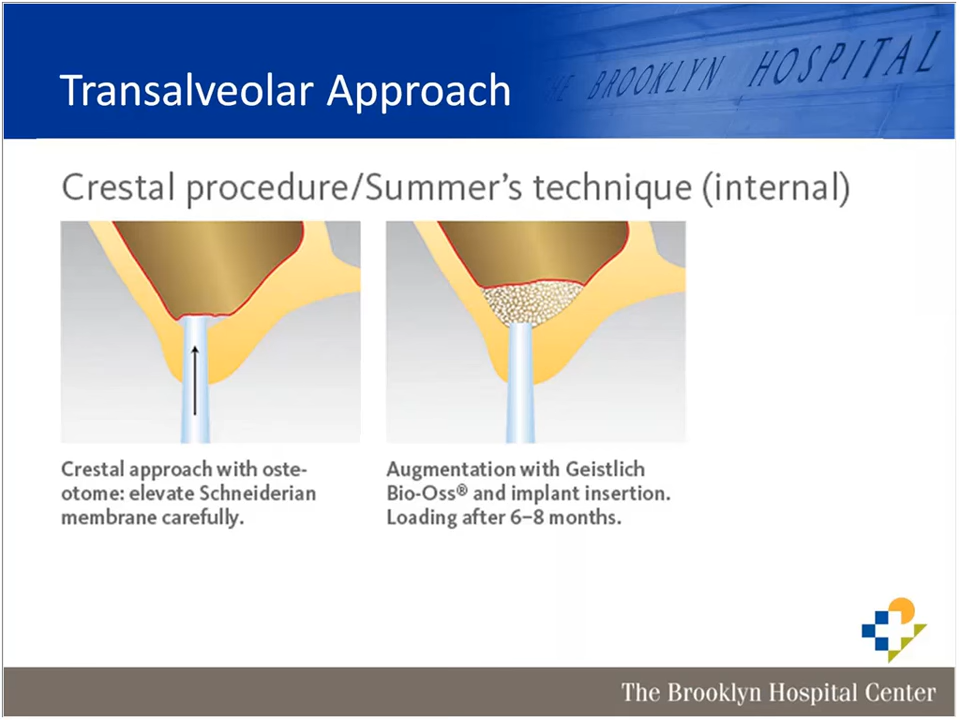 THE BROOKLYN HOSPITAL
Transalveolar Approach
Crestal procedure/Summer's technique (internal)
Crestal approach with oste-
otome: elevate Schneiderian
membrane carefully.
Augmentation with Geistlich
Bio-Oss® and implant insertion.
Loading after 6–8 months.
The Brooklyn Hospital Center